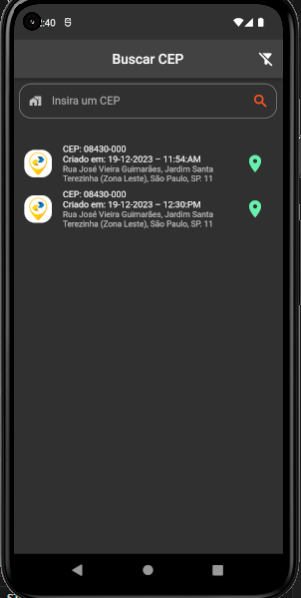 :40
Buscar CEP
Insira um CEP
CEP: 08430-000
Criado em: 19-12-2023 – 11:54:AM
Rua José Vieira Guimarães, Jardim Santa
Terezinha (Zona Leste), São Paulo, SP. 11
CEP: 08430-000
Criado em: 19-12-2023 – 12:30:PM
Rua José Vieira Guimarães, Jardim Santa
Terezinha (Zona Leste), São Paulo, SP. 11